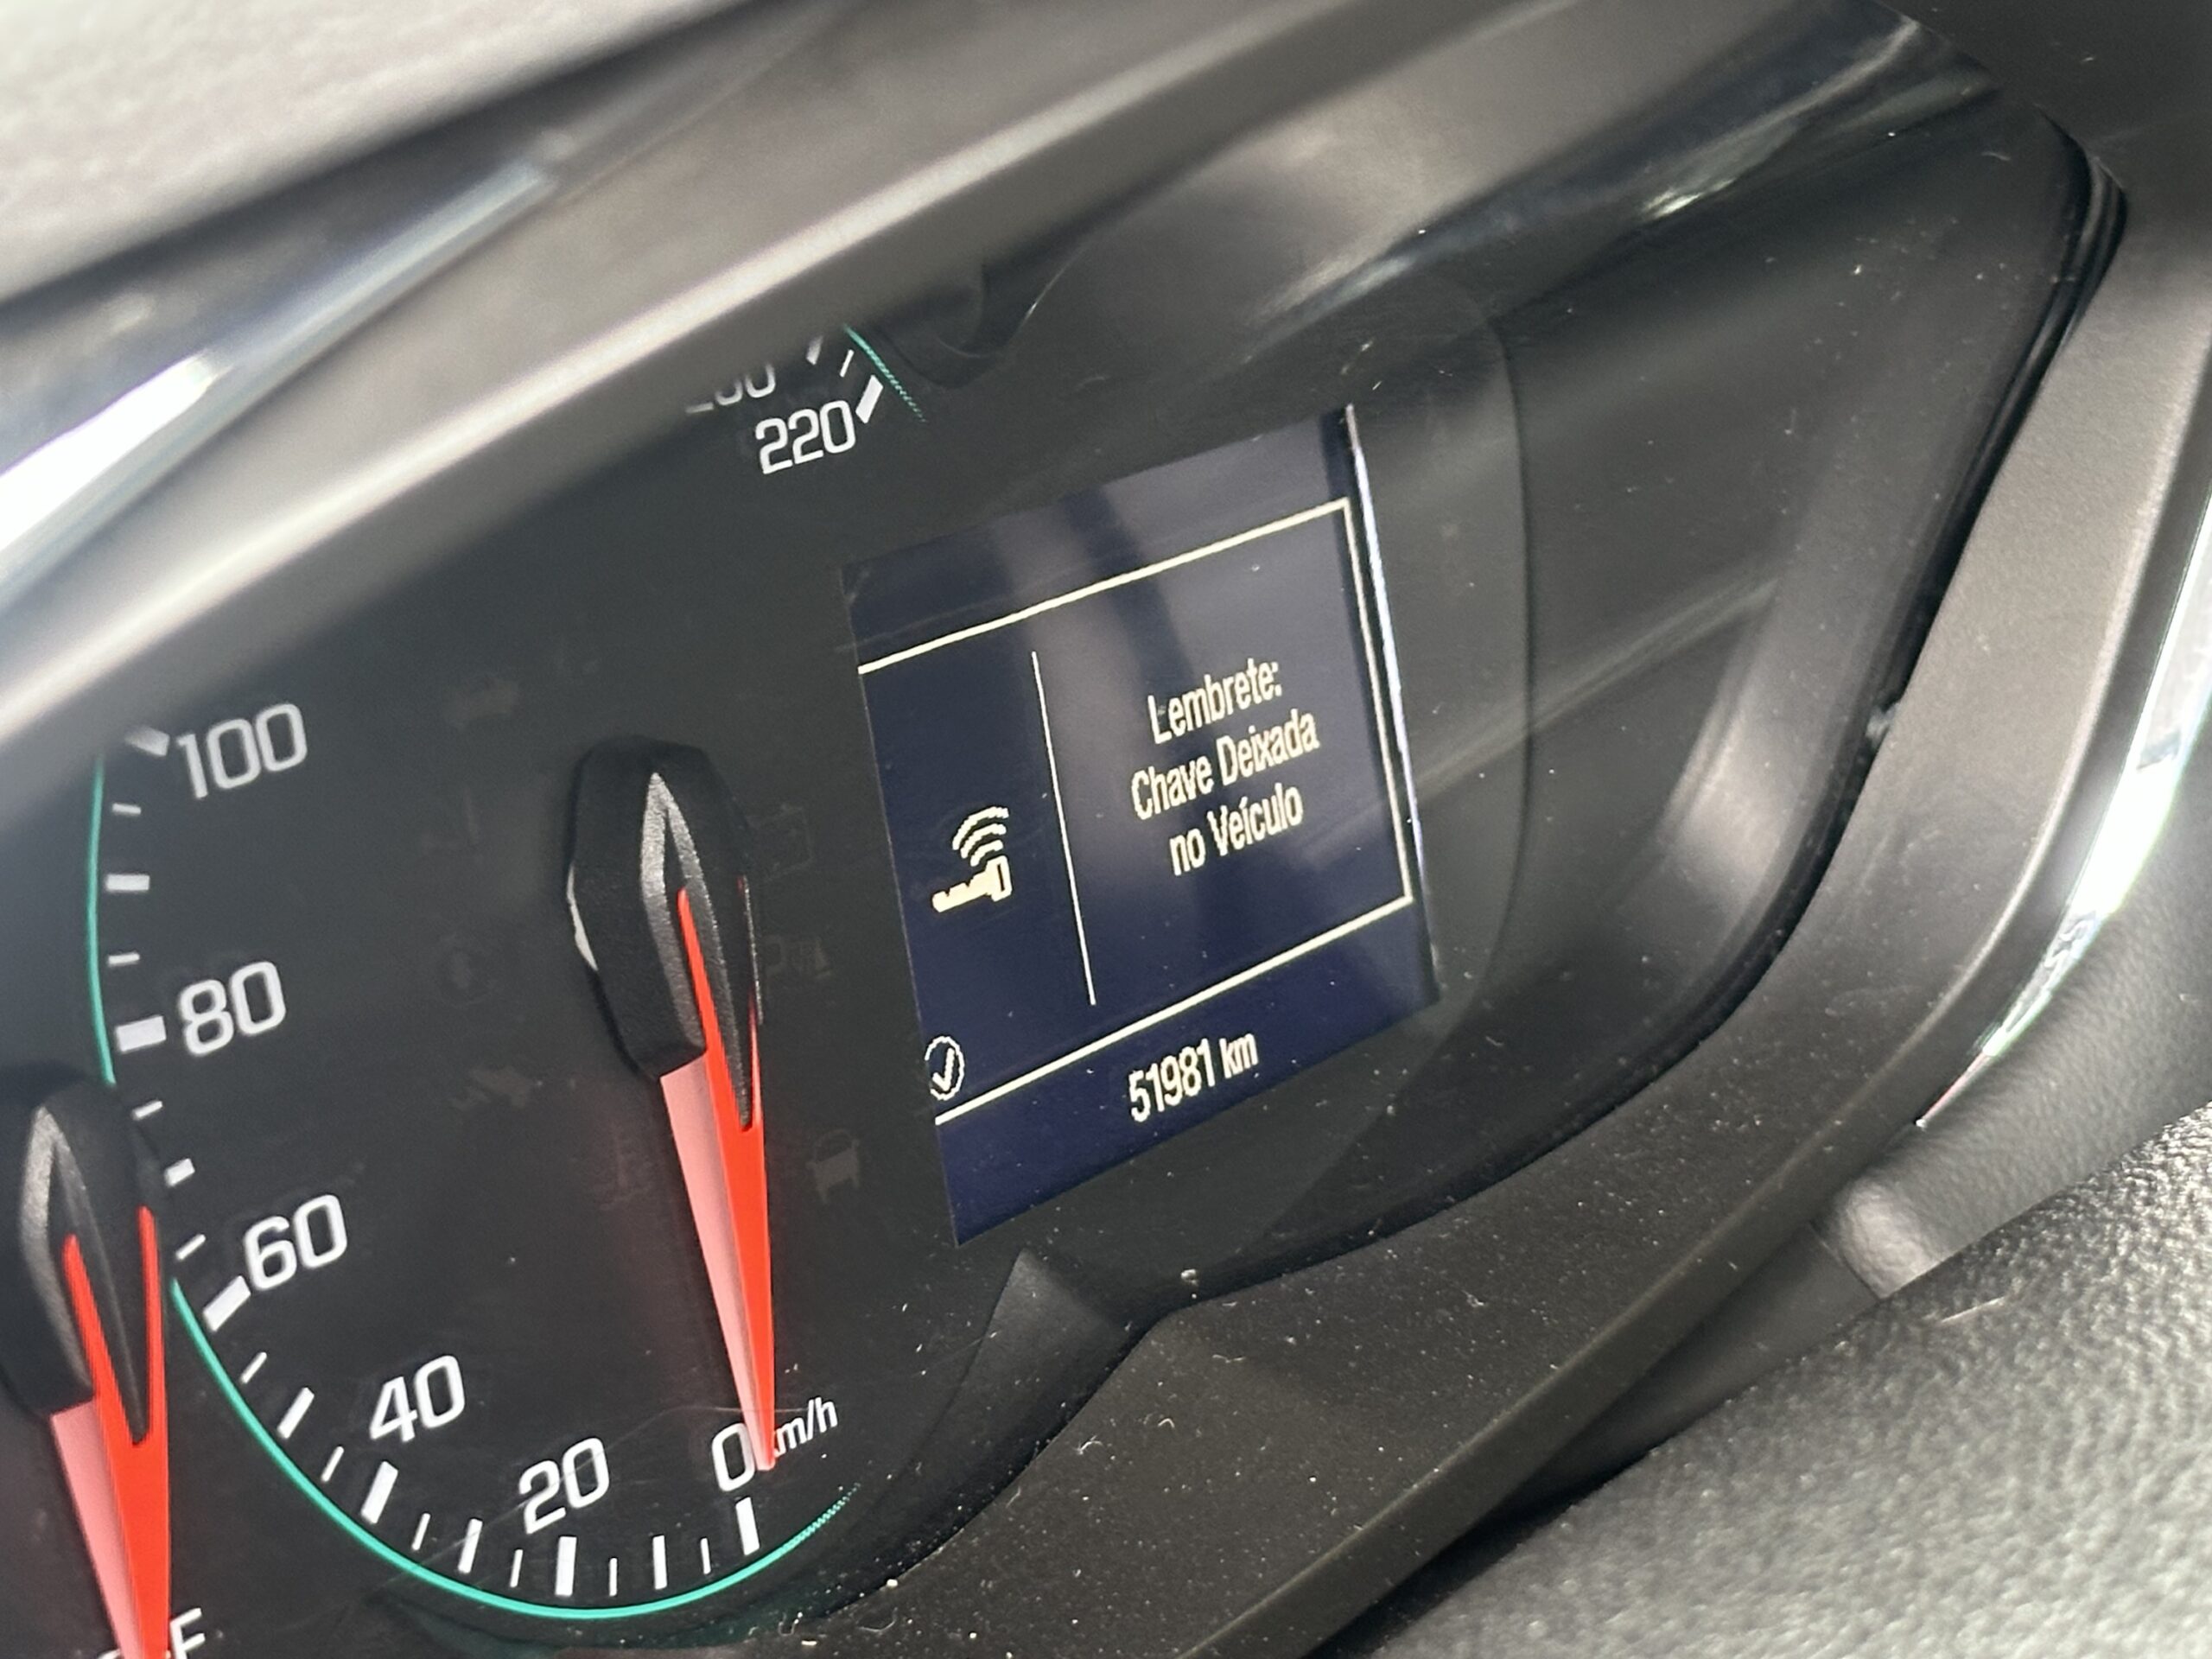 220
100
80
60
40
20
0
km/h
Lembrete:
Chave Deixada
no Veículo
51981 km